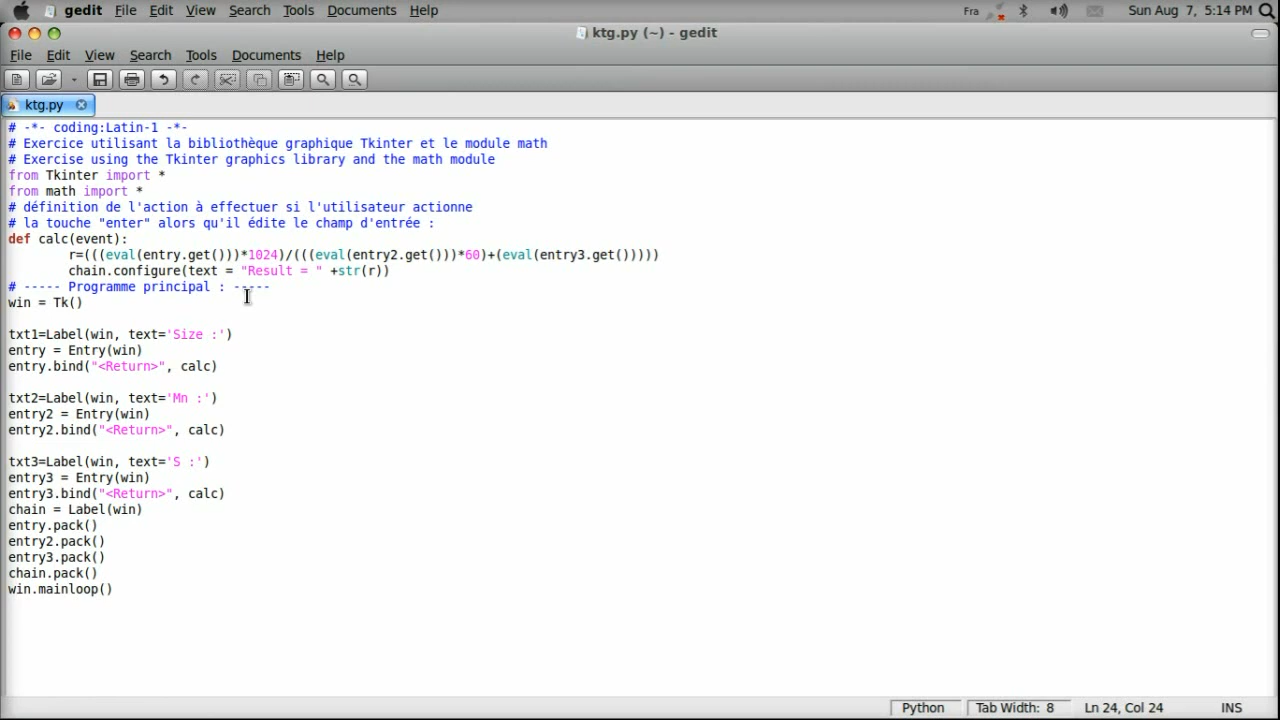 gedit File Edit View Search Tools Documents Help Fra Sun Aug 7, 5:14 PM
ktg.py (~) - gedit
File Edit View Search Tools Documents Help
ktg.py
# -*- coding:Latin-1 -*-
# Exercice utilisant la bibliothèque graphique Tkinter et le module math
# Exercise using the Tkinter graphics library and the math module
from Tkinter import *
from math import *
# définition de l'action à effectuer si l'utilisateur actionne
# la touche "enter" alors qu'il édite le champ d'entrée :
def calc(event):
        r=(((eval(entry.get()))*1024)/(((eval(entry2.get()))*60)+(eval(entry3.get()))))
        chain.configure(text = "Result = " +str(r))
# ----- Programme principal : -----
win = Tk()
txt1=Label(win, text='Size :')
entry = Entry(win)
entry.bind("<Return>", calc)
txt2=Label(win, text='Mn :')
entry2 = Entry(win)
entry2.bind("<Return>", calc)
txt3=Label(win, text='S :')
entry3 = Entry(win)
entry3.bind("<Return>", calc)
chain = Label(win)
entry.pack()
entry2.pack()
entry3.pack()
chain.pack()
win.mainloop()
Python Tab Width: 8 Ln 24, Col 24 INS